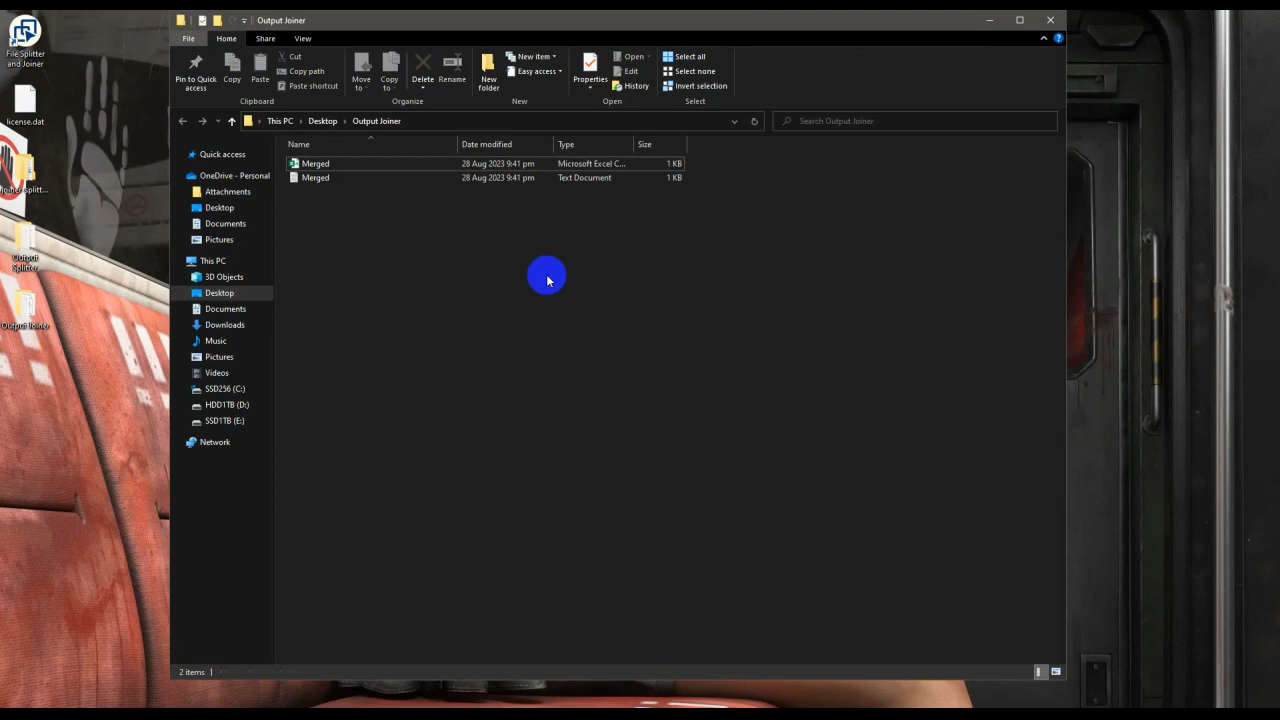 Output Joiner
File Home Share View
Pin to Quick access
Copy
Paste
Cut
Copy path
Paste shortcut
Clipboard
Move to
Copy to
Delete
Rename
Organize
New folder
New item
Easy access
New
Properties
Open
Edit
History
Open
Select all
Select none
Invert selection
Select
This PC > Desktop > Output Joiner
Search Output Joiner
Name Date modified Type Size
Merged 28 Aug 2023 9:41 pm Microsoft Excel C... 1 KB
Merged 28 Aug 2023 9:41 pm Text Document 1 KB
Quick access
OneDrive - Personal
Attachments
Desktop
Documents
Pictures
This PC
3D Objects
Desktop
Documents
Downloads
Music
Pictures
Videos
SSD256 (C:)
HDD1TB (D:)
SSD1TB (E:)
Network
2 items
File Splitter
and Joiner
license.dat
Output
Splitter
Output Joiner